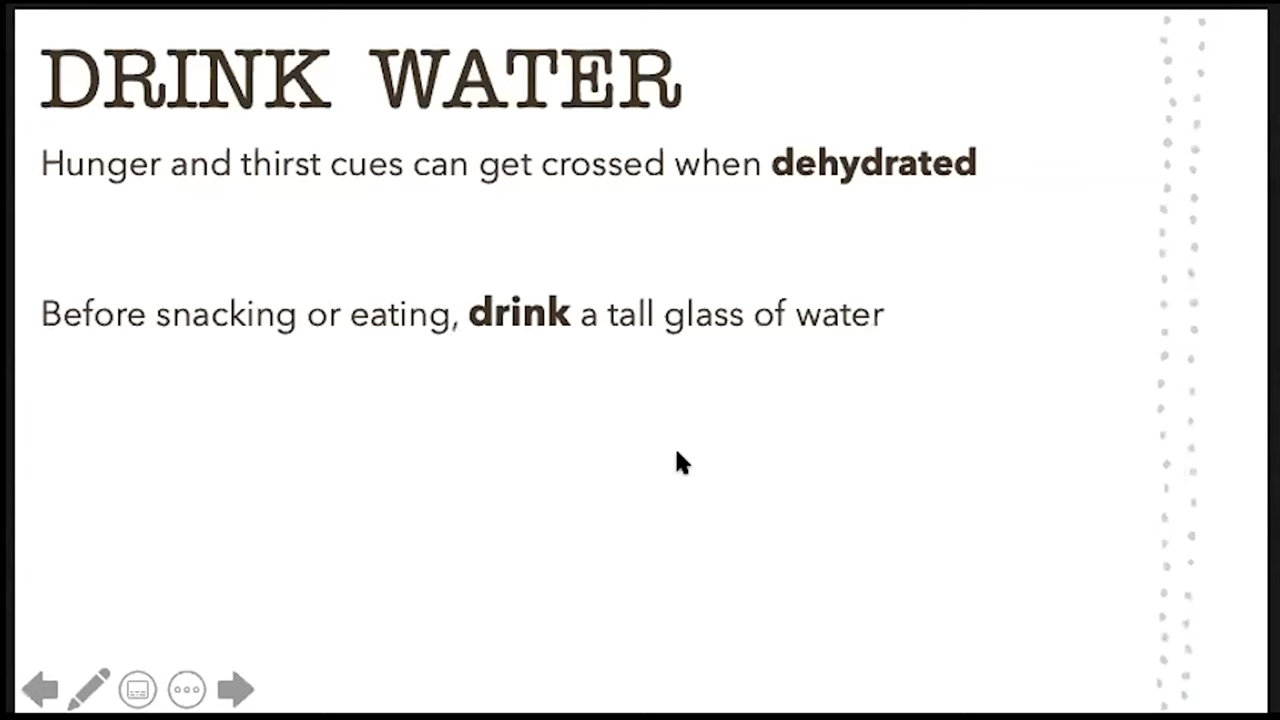 DRINK WATER
Hunger and thirst cues can get crossed when dehydrated
Before snacking or eating, drink a tall glass of water